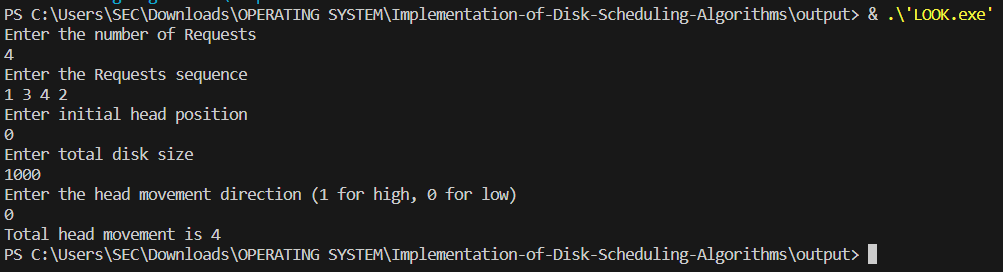 PS C:\Users\SEC\Downloads\OPERATING SYSTEM\Implementation-of-Disk-Scheduling-Algorithms\output> & .\'LOOK.exe'
Enter the number of Requests
4
Enter the Requests sequence
1 3 4 2
Enter initial head position
0
Enter total disk size
1000
Enter the head movement direction (1 for high, 0 for low)
0
Total head movement is 4
PS C:\Users\SEC\Downloads\OPERATING SYSTEM\Implementation-of-Disk-Scheduling-Algorithms\output>